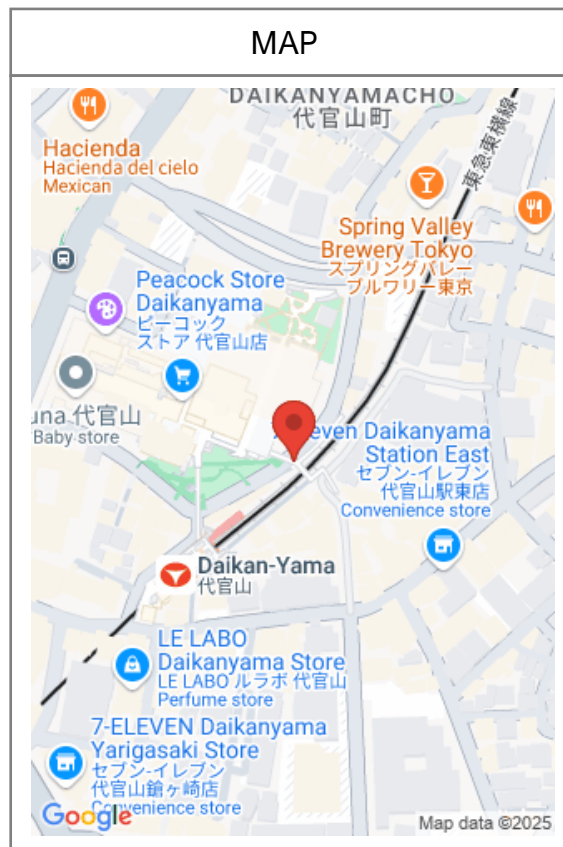 MAP
DAIKANYAMACHO
代官山町
東急東横線
Hacienda
Hacienda del cielo
Mexican
Spring Valley
Brewery Tokyo
スプリングバレー
ブルワリー東京
Peacock Store
Daikanyama
ピーコック
ストア 代官山店
una 代官山
Baby store
Eleven Daikanyama
Station East
セブン-イレブン
代官山駅東店
Convenience store
Daikan-Yama
代官山
LE LABO
Daikanyama Store
LE LABO ルラボ 代官山
Perfume store
7-ELEVEN Daikanyama
Yarigasaki Store
セブン-イレブン
代官山鎗ヶ崎店
Convenience store
Google
Map data ©2025